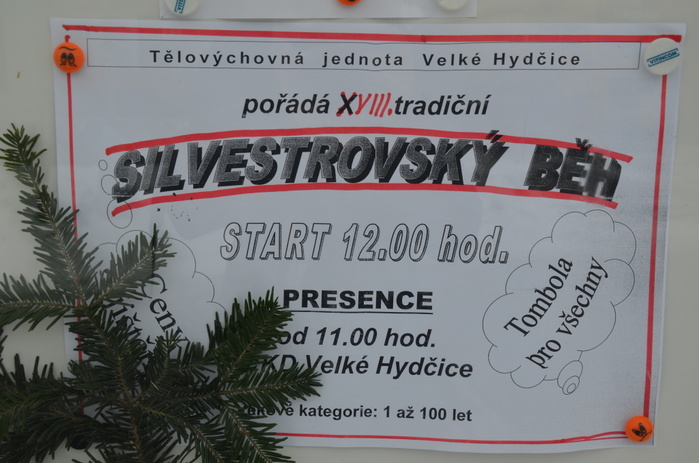 Tělovýchovná jednota Velké Hydčice
pořádá XVIII. tradiční
SILVESTROVSKÝ BĚH
START 12.00 hod.
PRESENCE
od 11.00 hod.
KD Velké Hydčice
Tombola
pro všechny
kategorie: 1 až 100 let